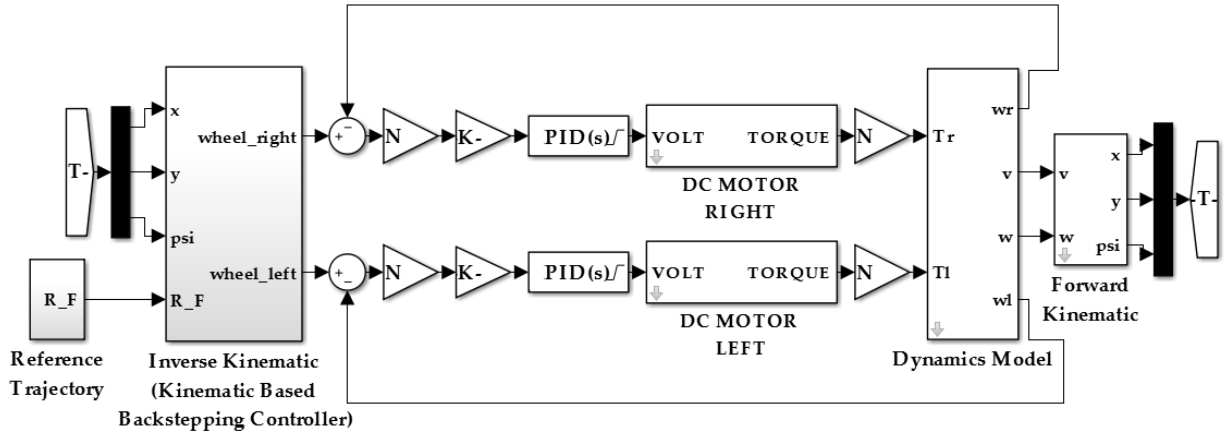 x
y
psi
R_F
wheel_right
wheel_left
T-
R_F
Reference
Trajectory
Inverse Kinematic
(Kinematic Based
Backstepping Controller)
+
−
N
K-
PID(s)
VOLT TORQUE
DC MOTOR
RIGHT
N
+
−
N
K-
PID(s)
VOLT TORQUE
DC MOTOR
LEFT
N
Tr
Tl
wr
v
w
wl
Dynamics Model
v
w
x
y
psi
Forward
Kinematic
-T-